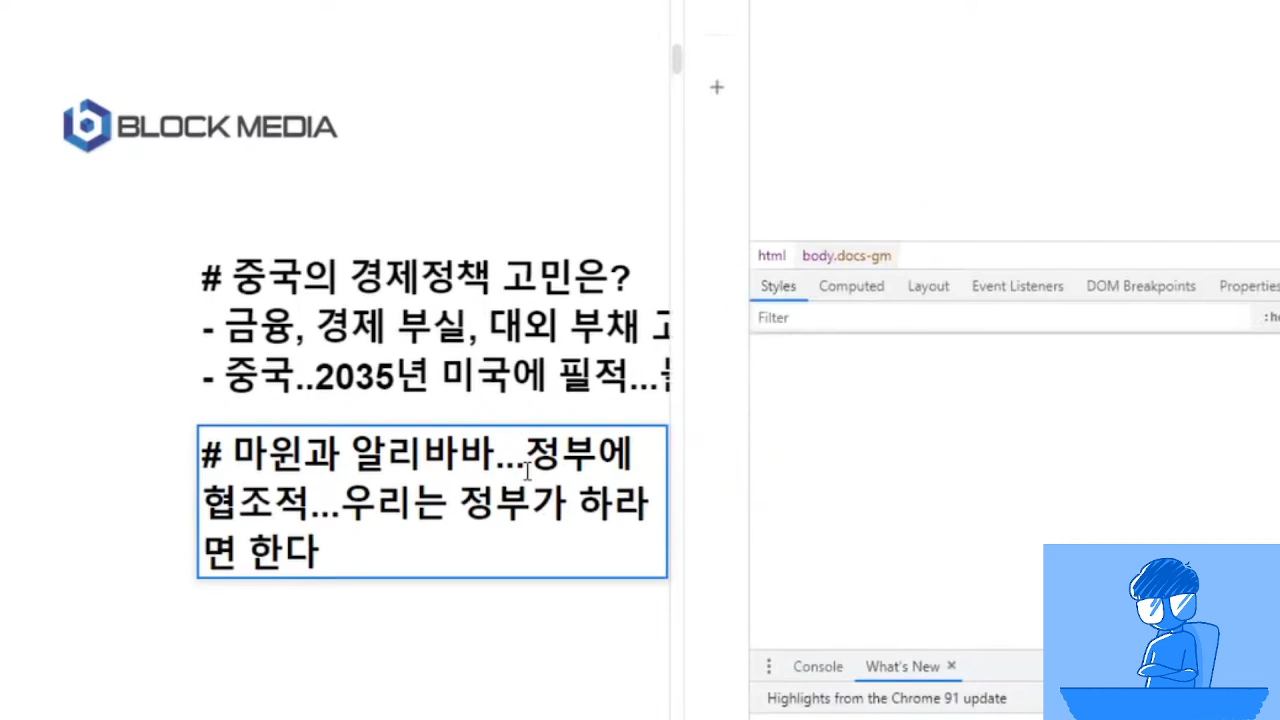 BLOCK MEDIA
# 중국의 경제정책 고민은?
- 금융, 경제 부실, 대외 부채
- 중국..2035년 미국에 필적...
# 마윈과 알리바바...정부에
협조적...우리는 정부가 하라
면 한다
+
html body.docs-gm
Styles Computed Layout Event Listeners DOM Breakpoints Properties
Filter
Console What's New ×
Highlights from the Chrome 91 update